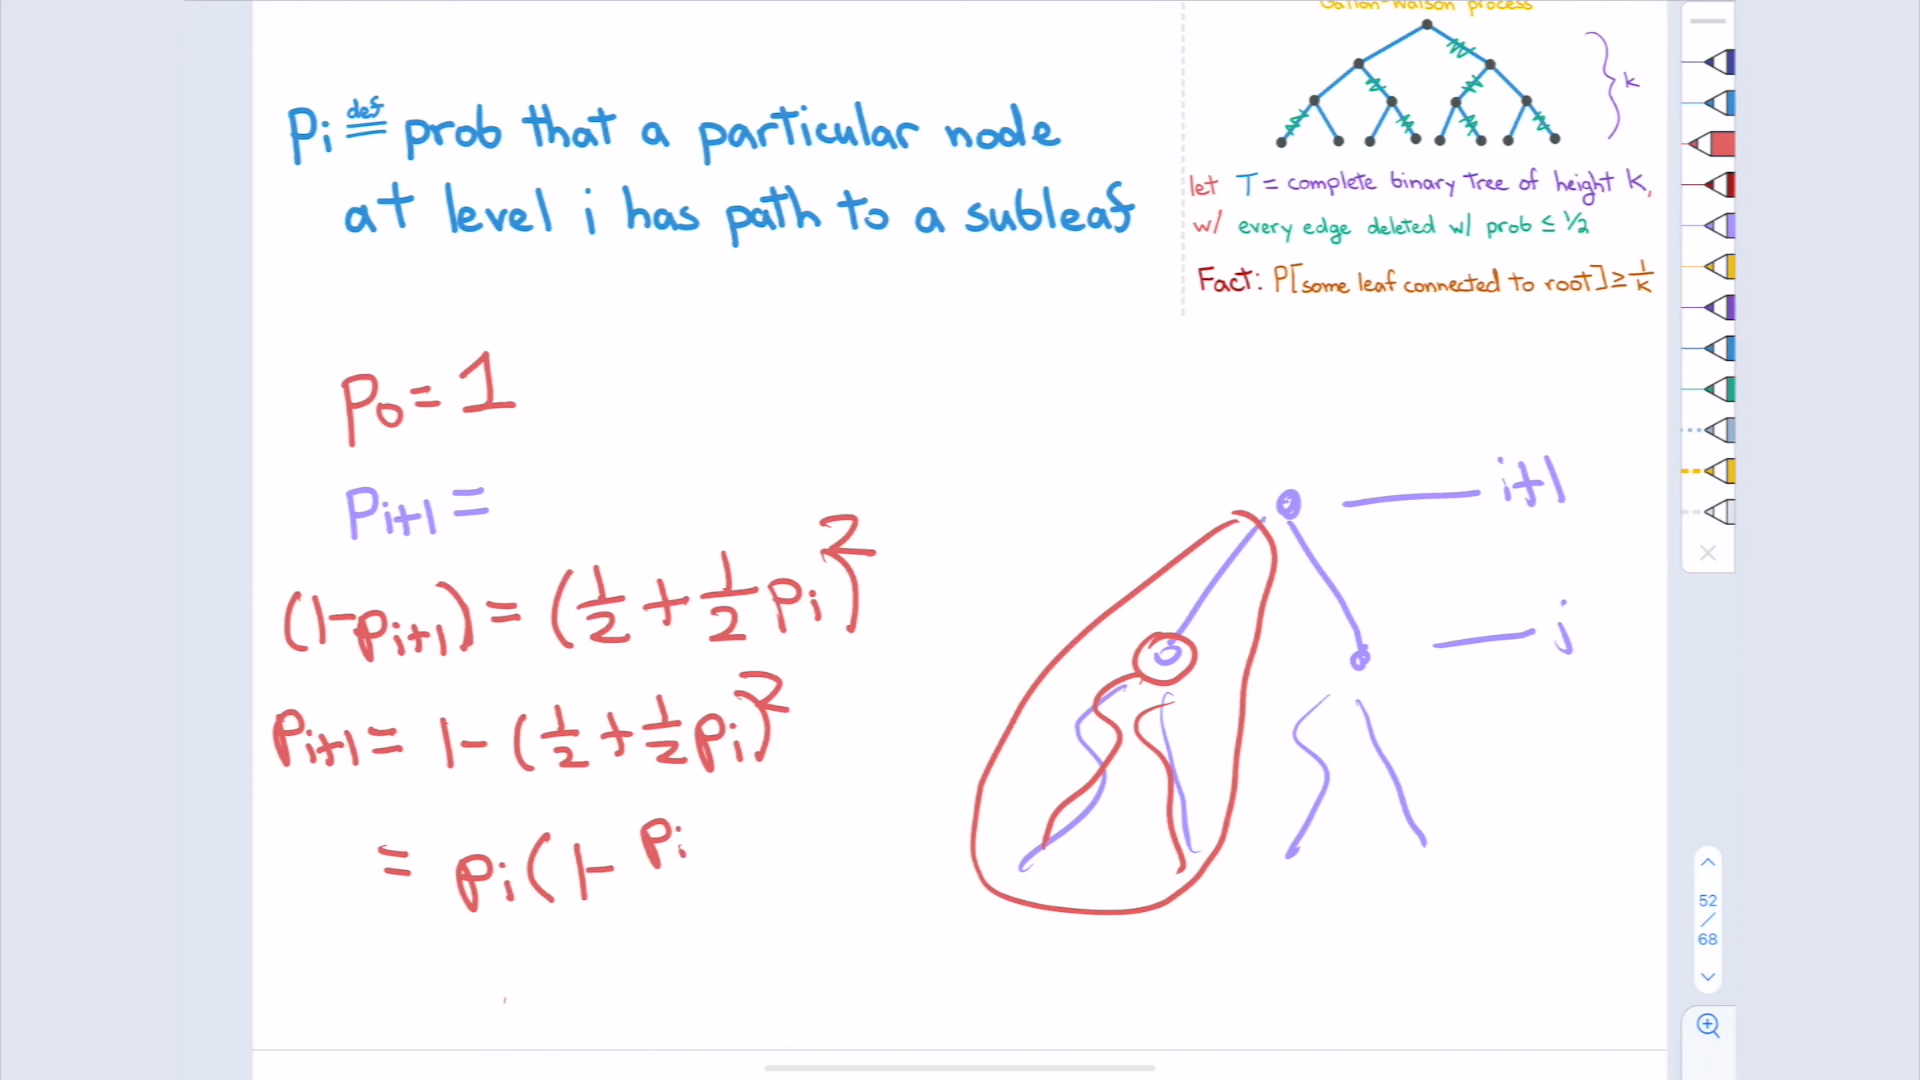 Galton-Watson process
k
let T = complete binary tree of height k,
w/ every edge deleted w/ prob ≤ 1/2
Fact: P[some leaf connected to root] ≥ 1/k
pᵢ ≝ prob that a particular node
at level i has path to a subleaf
p₀ = 1
pᵢ₊₁ =
(1-pᵢ₊₁) = (1/2 + 1/2 pᵢ)²
pᵢ₊₁ = 1 - (1/2 + 1/2 pᵢ)²
= pᵢ(1- pᵢ
i+1
i
52
/
68